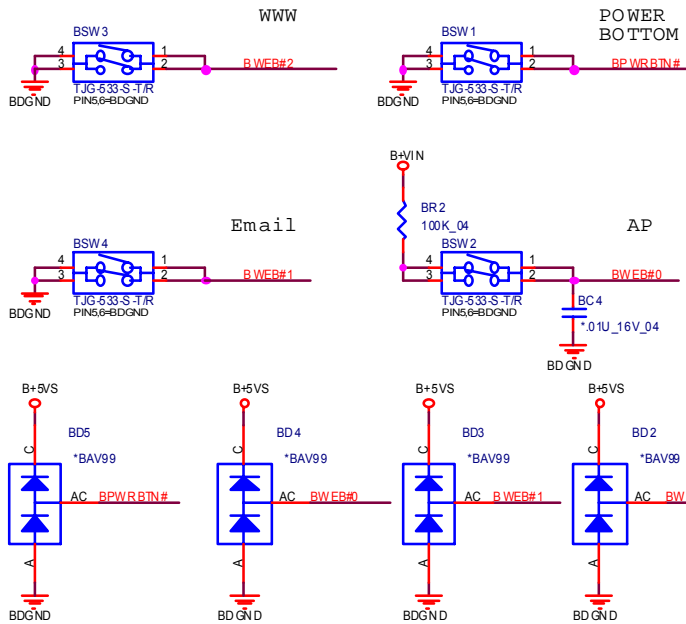 WWW
BSW3
4
3
1
2
BWEB#2
TJG-533-S-T/R
PIN5,6=BDGND
BDGND
POWER
BOTTOM
BSW1
4
3
1
2
BPWRBTN#
TJG-533-S-T/R
PIN5,6=BDGND
BDGND
Email
BSW4
4
3
1
2
BWEB#1
TJG-533-S-T/R
PIN5,6=BDGND
BDGND
B+VIN
BR2
100K_04
AP
BSW2
4
3
1
2
BWEB#0
TJG-533-S-T/R
PIN5,6=BDGND
BC4
*.01U_16V_04
BDGND
B+5VS
BD5
*BAV99
C
AC
BPWRBTN#
A
BDGND
B+5VS
BD4
*BAV99
C
AC
BWEB#0
A
BDGND
B+5VS
BD3
*BAV99
C
AC
BWEB#1
A
BDGND
B+5VS
BD2
*BAV99
C
AC
BW
A
BDGND